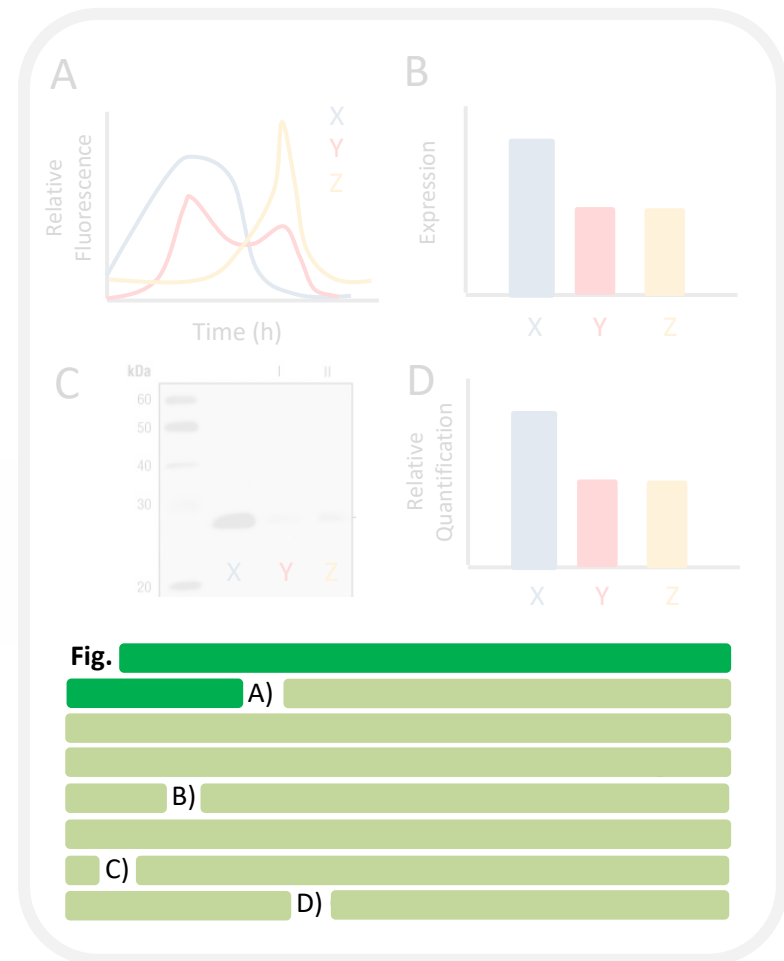 A
Relative Fluorescence
X
Y
Z
Time (h)
B
Expression
X Y Z
C
kDa I II
60
50
40
30
20
X Y Z
D
Relative Quantification
X Y Z
Fig.
A)
B)
C)
D)